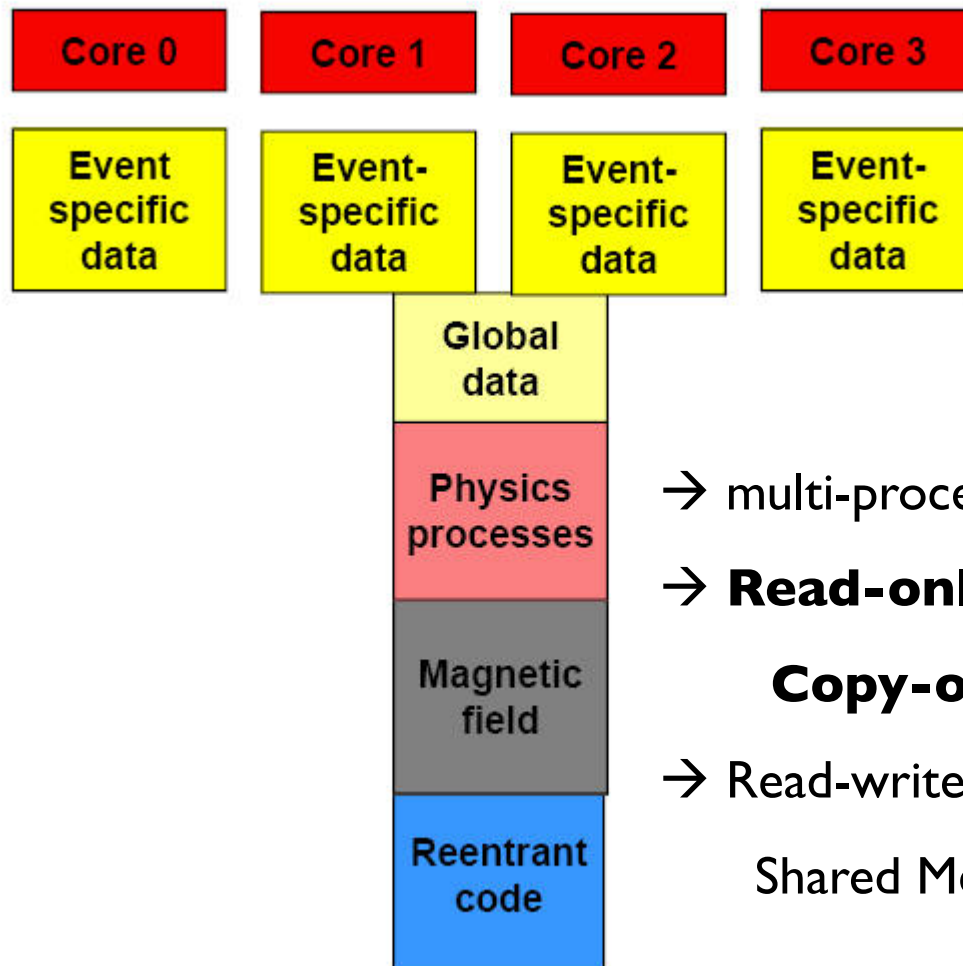 Core 0
Core 1
Core 2
Core 3
Event
specific
data
Event-
specific
data
Event-
specific
data
Event-
specific
data
Global
data
Physics
processes
Magnetic
field
Reentrant
code
→ multi-proce
→ Read-onl
Copy-o
→ Read-write
Shared Me